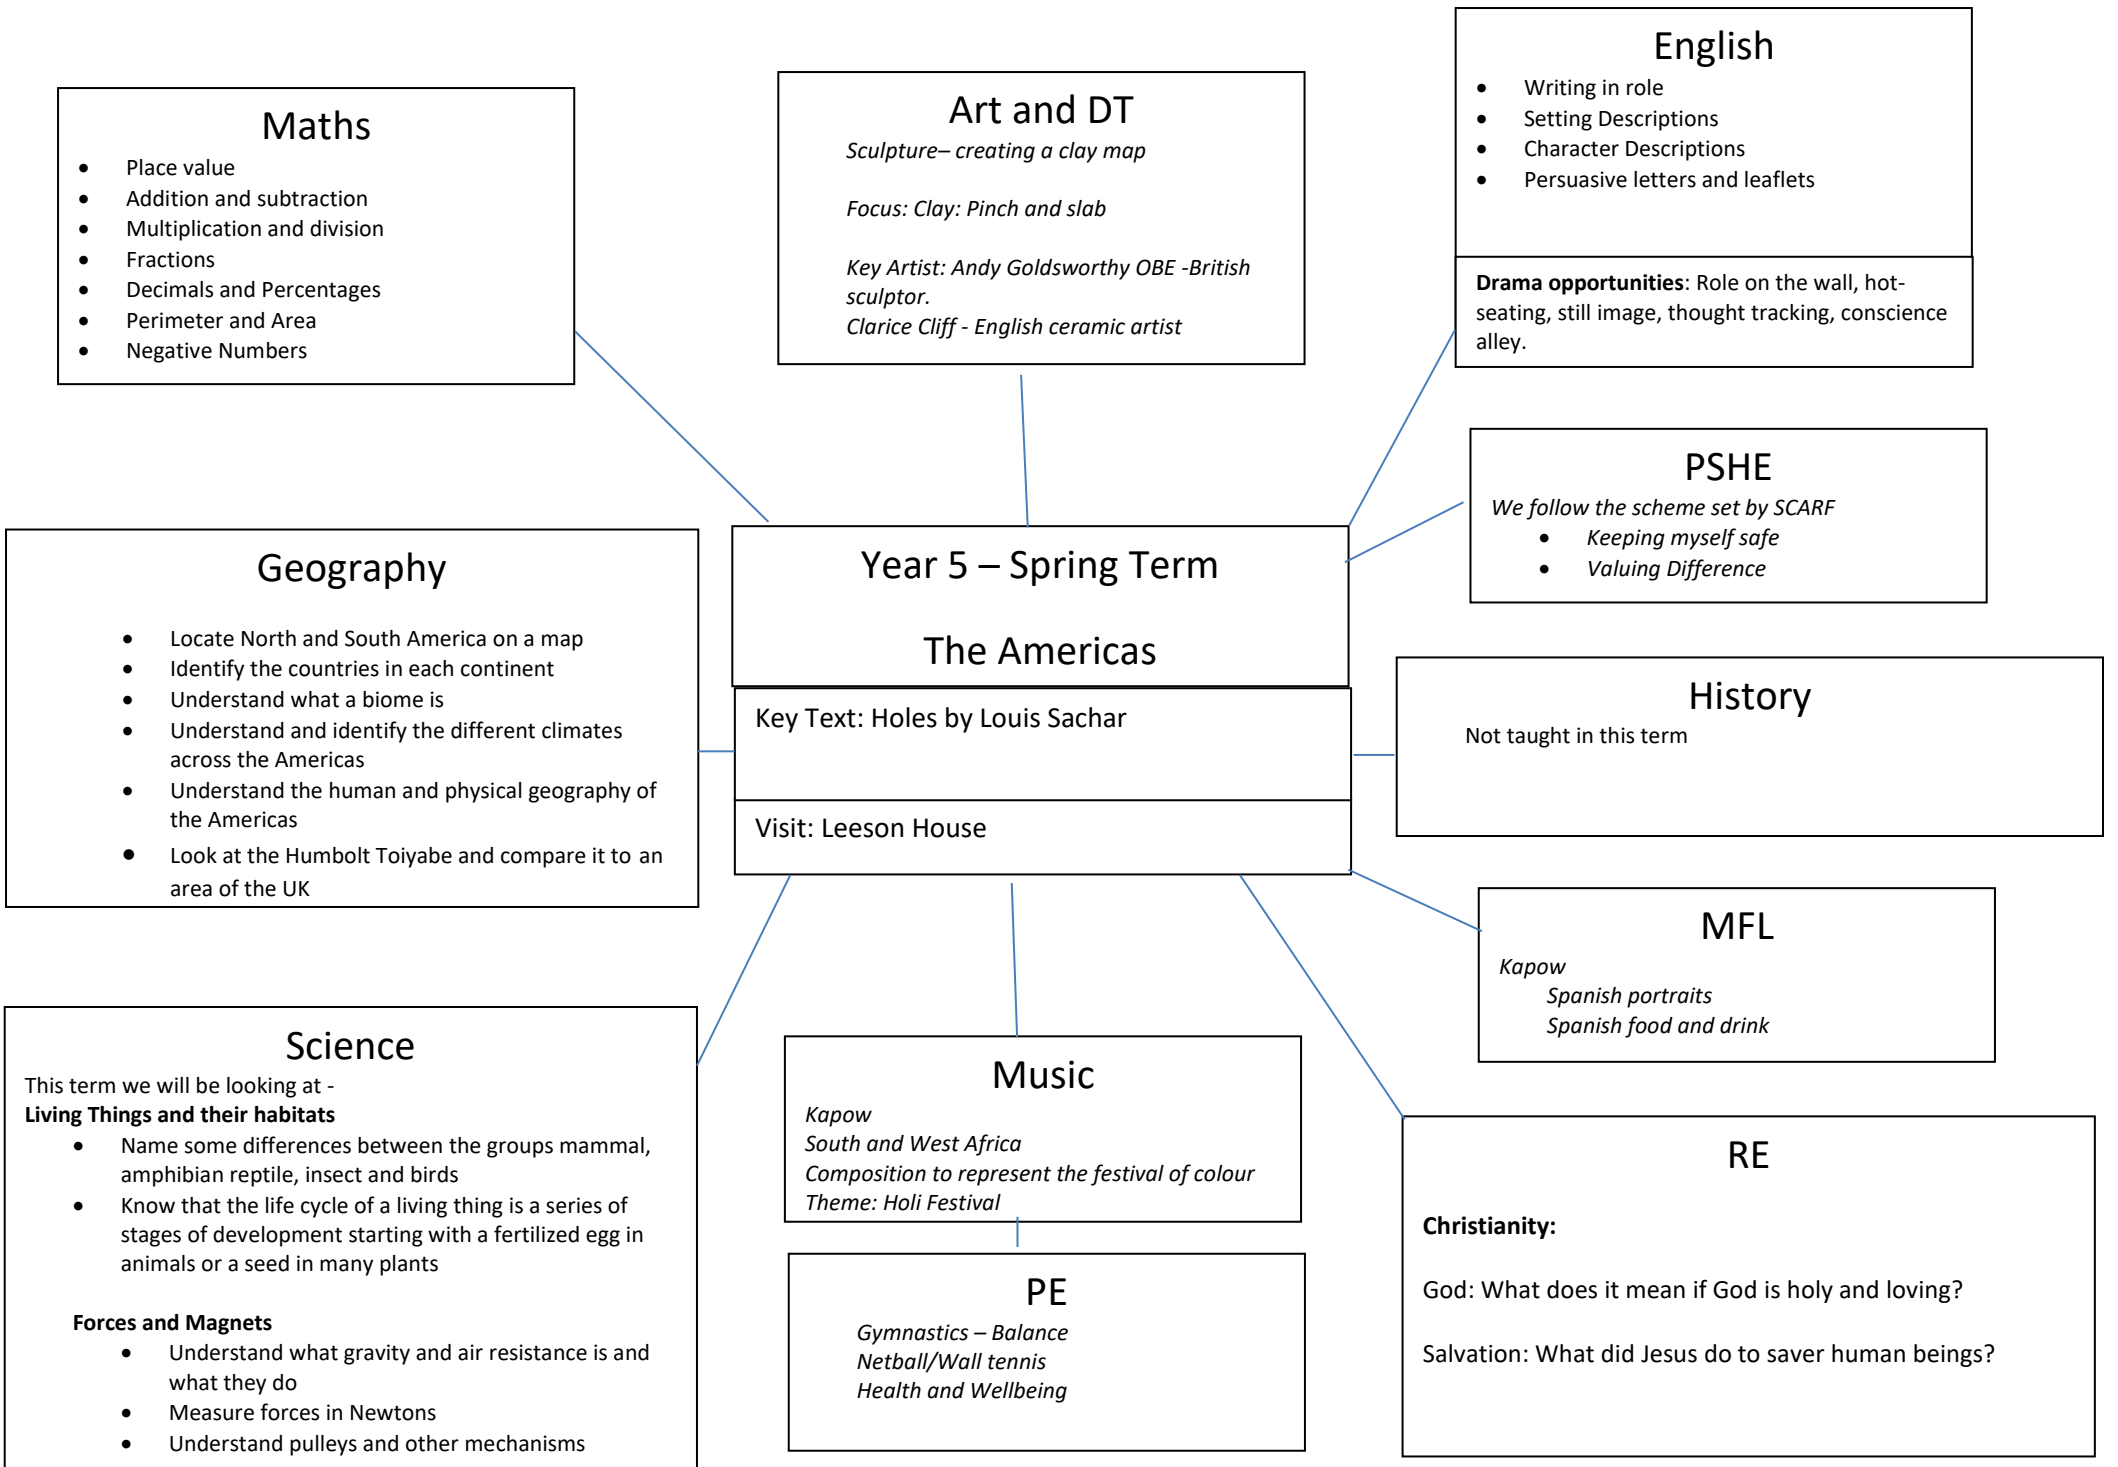 Maths
• Place value
• Addition and subtraction
• Multiplication and division
• Fractions
• Decimals and Percentages
• Perimeter and Area
• Negative Numbers
Art and DT
Sculpture– creating a clay map
Focus: Clay: Pinch and slab
Key Artist: Andy Goldsworthy OBE -British
sculptor.
Clarice Cliff - English ceramic artist
English
• Writing in role
• Setting Descriptions
• Character Descriptions
• Persuasive letters and leaflets
Drama opportunities: Role on the wall, hot-
seating, still image, thought tracking, conscience
alley.
PSHE
We follow the scheme set by SCARF
• Keeping myself safe
• Valuing Difference
Geography
• Locate North and South America on a map
• Identify the countries in each continent
• Understand what a biome is
• Understand and identify the different climates
across the Americas
• Understand the human and physical geography of
the Americas
• Look at the Humbolt Toiyabe and compare it to an
area of the UK
Year 5 – Spring Term
The Americas
Key Text: Holes by Louis Sachar
Visit: Leeson House
History
Not taught in this term
MFL
Kapow
Spanish portraits
Spanish food and drink
Science
This term we will be looking at -
Living Things and their habitats
• Name some differences between the groups mammal,
amphibian reptile, insect and birds
• Know that the life cycle of a living thing is a series of
stages of development starting with a fertilized egg in
animals or a seed in many plants
Forces and Magnets
• Understand what gravity and air resistance is and
what they do
• Measure forces in Newtons
• Understand pulleys and other mechanisms
Music
Kapow
South and West Africa
Composition to represent the festival of colour
Theme: Holi Festival
PE
Gymnastics – Balance
Netball/Wall tennis
Health and Wellbeing
RE
Christianity:
God: What does it mean if God is holy and loving?
Salvation: What did Jesus do to saver human beings?